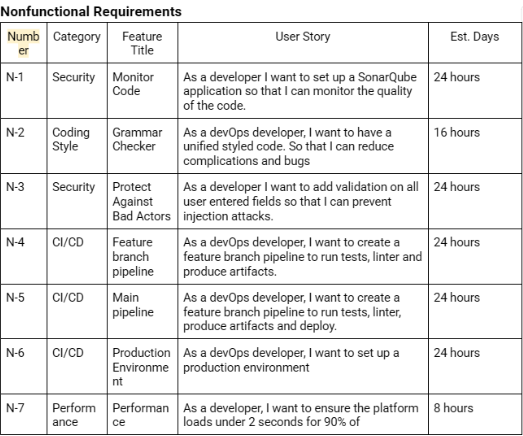 Nonfunctional Requirements
Numb
er
Category
Feature
Title
User Story
Est. Days
N-1
Security
Monitor
Code
As a developer I want to set up a SonarQube
application so that I can monitor the quality
of the code.
24 hours
N-2
Coding
Style
Grammar
Checker
As a devOps developer, I want to have a
unified styled code. So that I can reduce
complications and bugs
16 hours
N-3
Security
Protect
Against
Bad Actors
As a developer I want to add validation on all
user entered fields so that I can prevent
injection attacks.
24 hours
N-4
CI/CD
Feature
branch
pipeline
As a devOps developer, I want to create a
feature branch pipeline to run tests, linter and
produce artifacts.
24 hours
N-5
CI/CD
Main
pipeline
As a devOps developer, I want to create a
feature branch pipeline to run tests, linter,
produce artifacts and deploy.
24 hours
N-6
CI/CD
Production
Environme
nt
As a devOps developer, I want to set up a
production environment
24 hours
N-7
Perform
ance
Performan
ce
As a developer, I want to ensure the platform
loads under 2 seconds for 90% of
8 hours